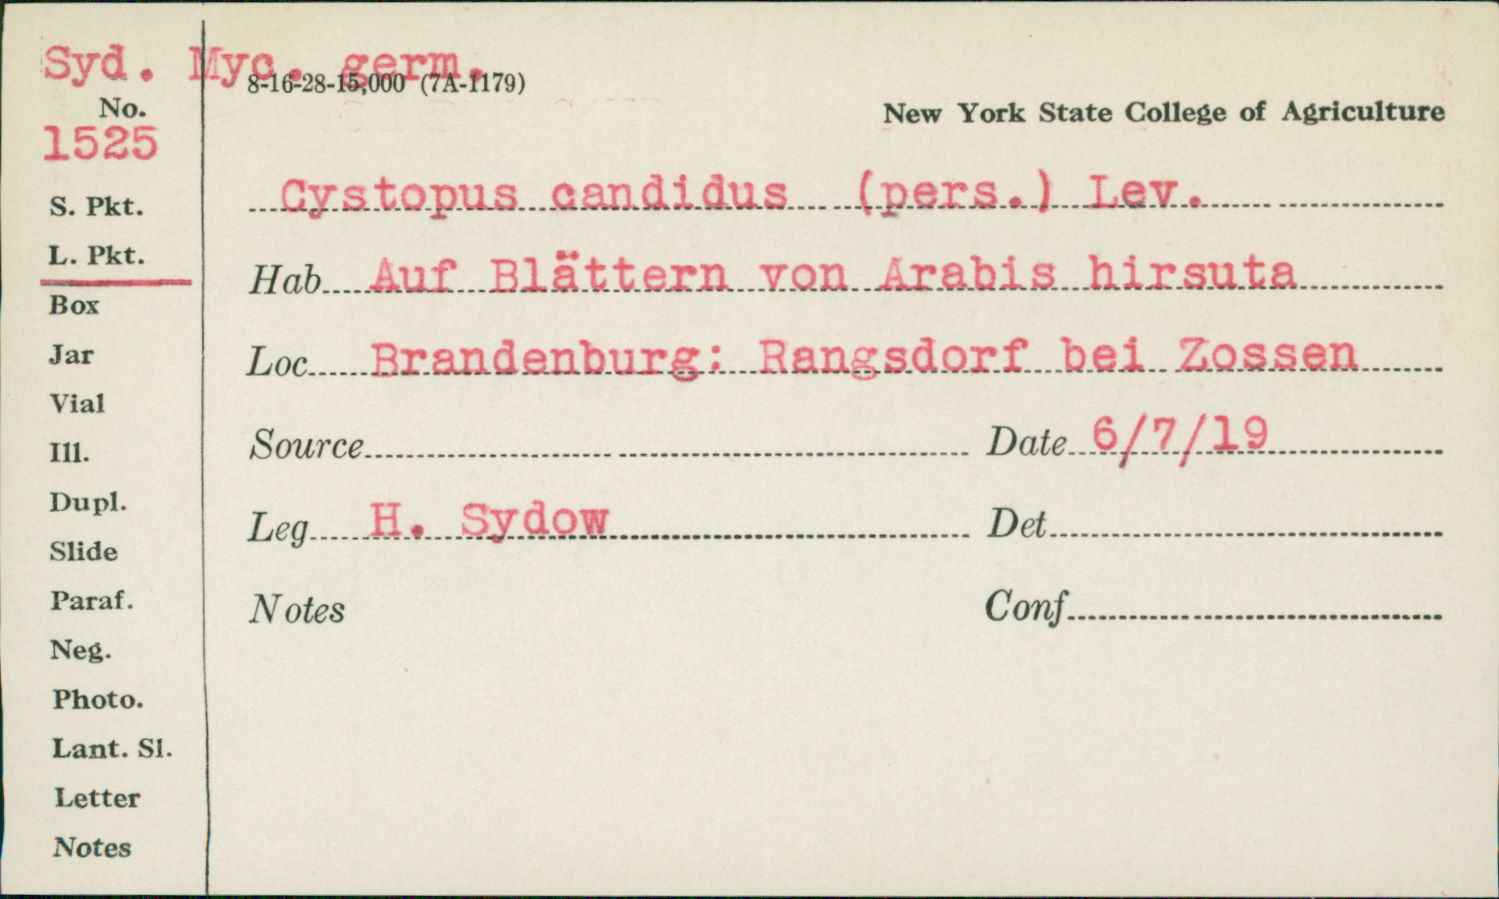 Syd. Myc. germ.
8-16-28-15,000 (7A-1179)
No.
1525
New York State College of Agriculture
S. Pkt.
Cystopus candidus (pers.) Lev.
L. Pkt.
Hab. Auf Blättern von Arabis hirsuta
Box
Jar
Loc. Brandenburg: Rangsdorf bei Zossen
Vial
Ill.
Source Date 6/7/19
Dupl.
Leg. H. Sydow Det.
Slide
Paraf.
Notes Conf.
Neg.
Photo.
Lant. Sl.
Letter
Notes